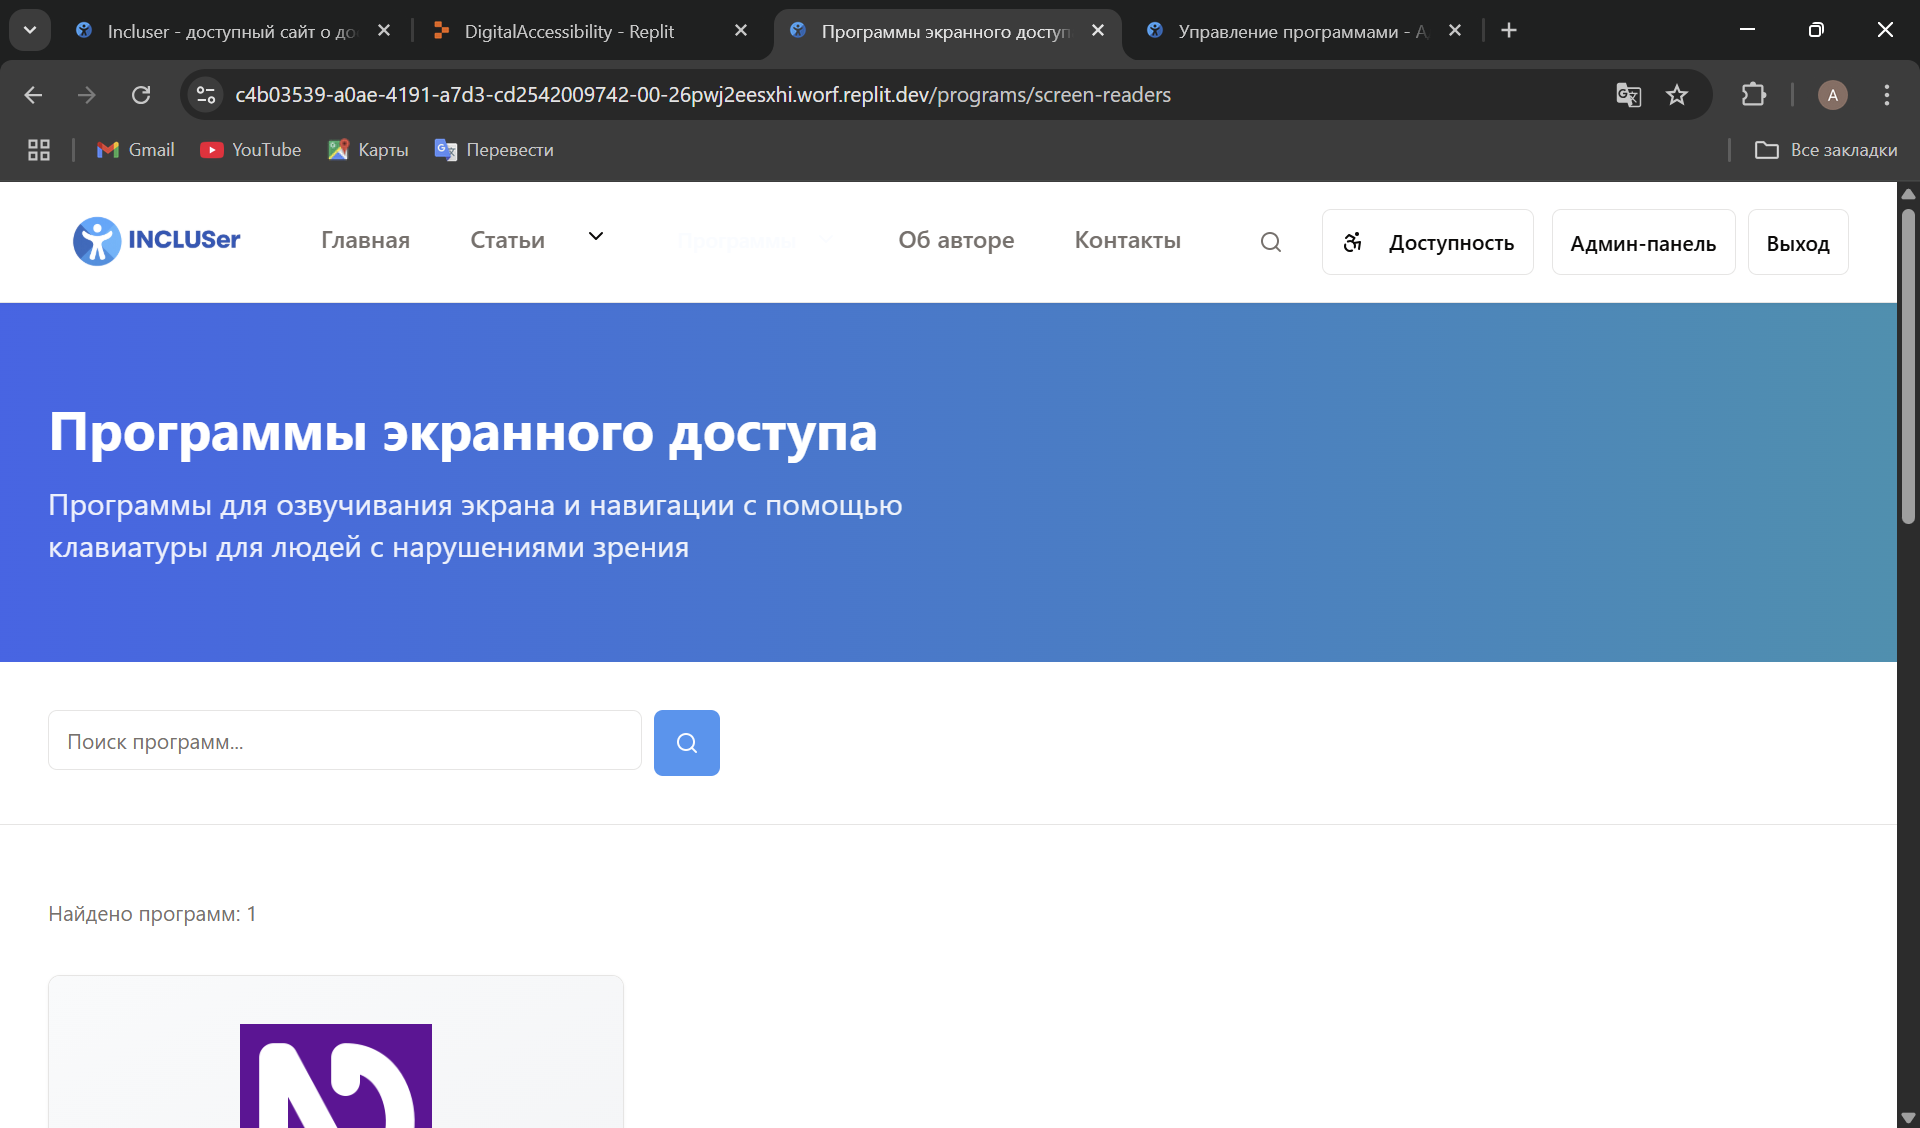 Incluser - доступный сайт о до
DigitalAccessibility - Replit
Программы экранного доступ
Управление программами - А
c4b03539-a0ae-4191-a7d3-cd2542009742-00-26pwj2eesxhi.worf.replit.dev/programs/screen-readers
A
Gmail
YouTube
Карты
Перевести
Все закладки
INCLUSer
Главная
Статьи
Программы
Об авторе
Контакты
Доступность
Админ-панель
Выход
Программы экранного доступа
Программы для озвучивания экрана и навигации с помощью
клавиатуры для людей с нарушениями зрения
Поиск программ...
Найдено программ: 1